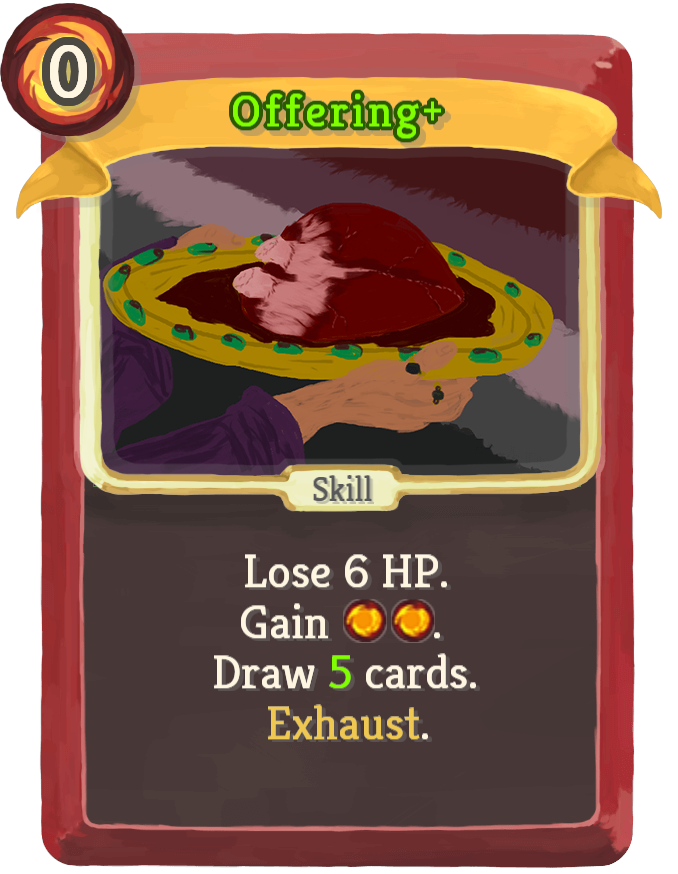 0
Offering+
Skill
Lose 6 HP.
Gain .
Draw 5 cards.
Exhaust.